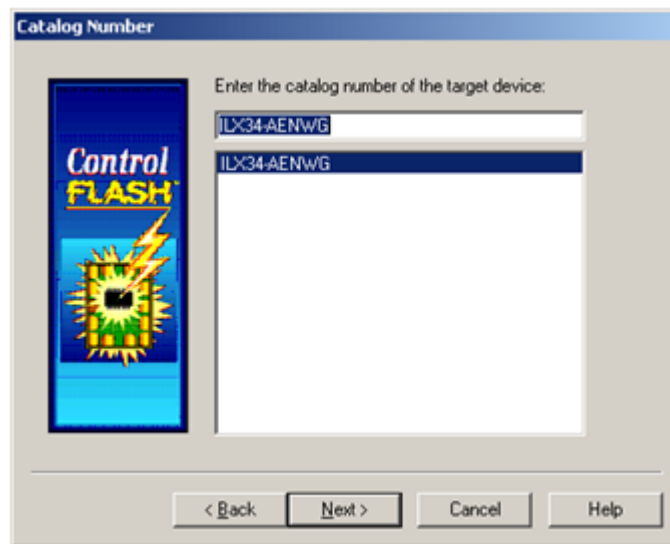 Catalog Number
Enter the catalog number of the target device:
ILX34-AENWG
ILX34-AENWG
Control
FLASH™
< Back
Next >
Cancel
Help